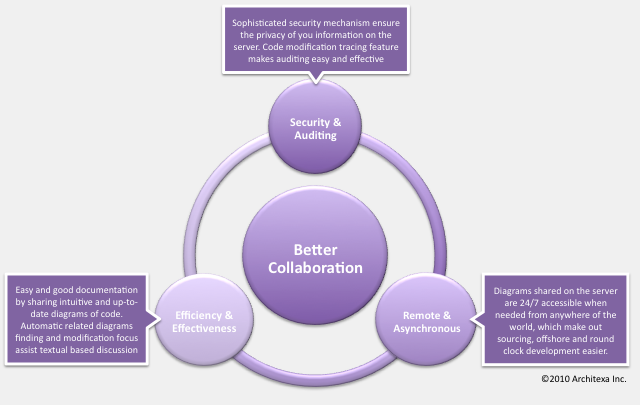 Sophisticated security mechanism ensure
the privacy of you information on the
server. Code modification tracing feature
makes auditing easy and effective
Security &
Auditing
Better
Collaboration
Easy and good documentation
by sharing intuitive and up-to-
date diagrams of code.
Automatic related diagrams
finding and modification focus
assist textual based discussion
Efficiency &
Effectiveness
Remote &
Asynchronous
Diagrams shared on the server
are 24/7 accessible when
needed from anywhere of the
world, which make out
sourcing, offshore and round
clock development easier.
©2010 Architexa Inc.